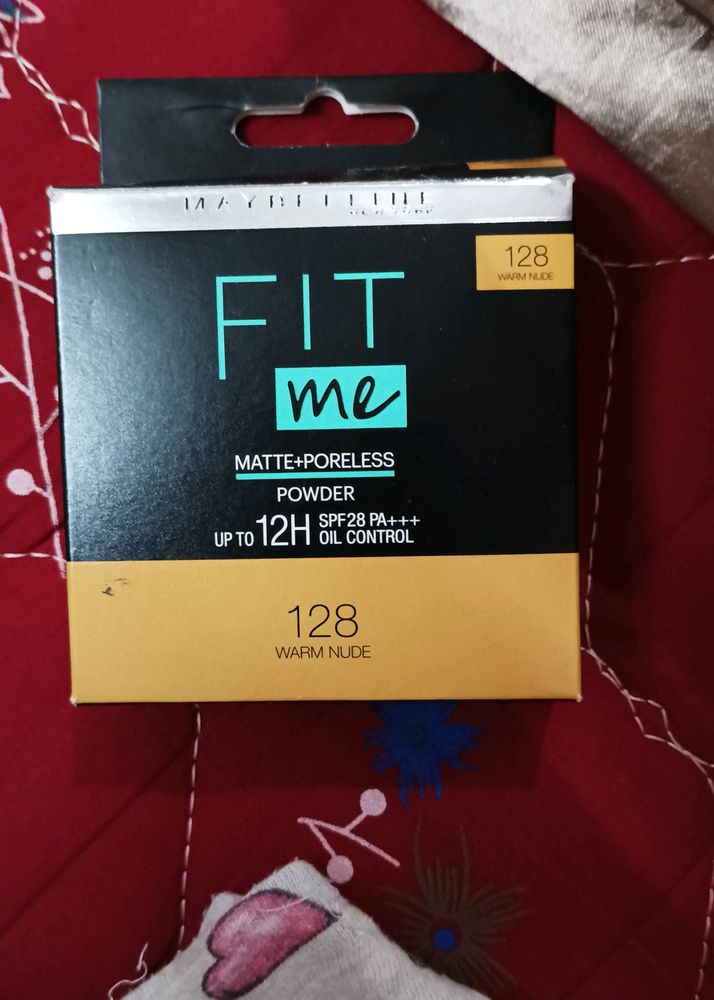 MAYBELLINE
NEW YORK
128
WARM NUDE
FIT
me
MATTE+PORELESS
POWDER
UP TO 12H SPF28 PA+++
OIL CONTROL
128
WARM NUDE